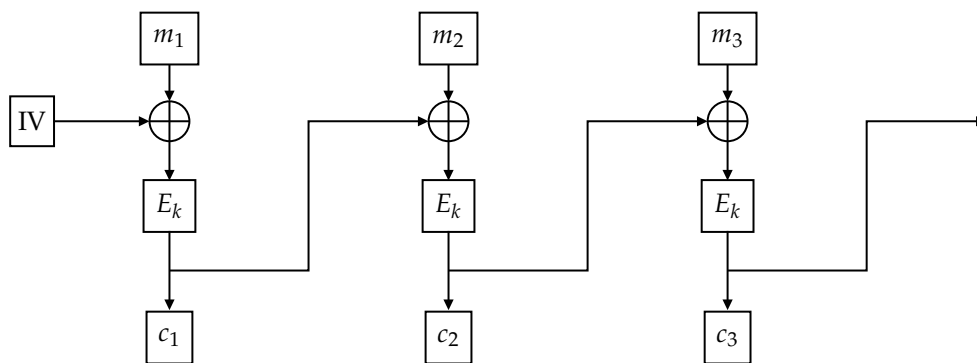 m₁ m₂ m₃
IV
Eₖ Eₖ Eₖ
c₁ c₂ c₃